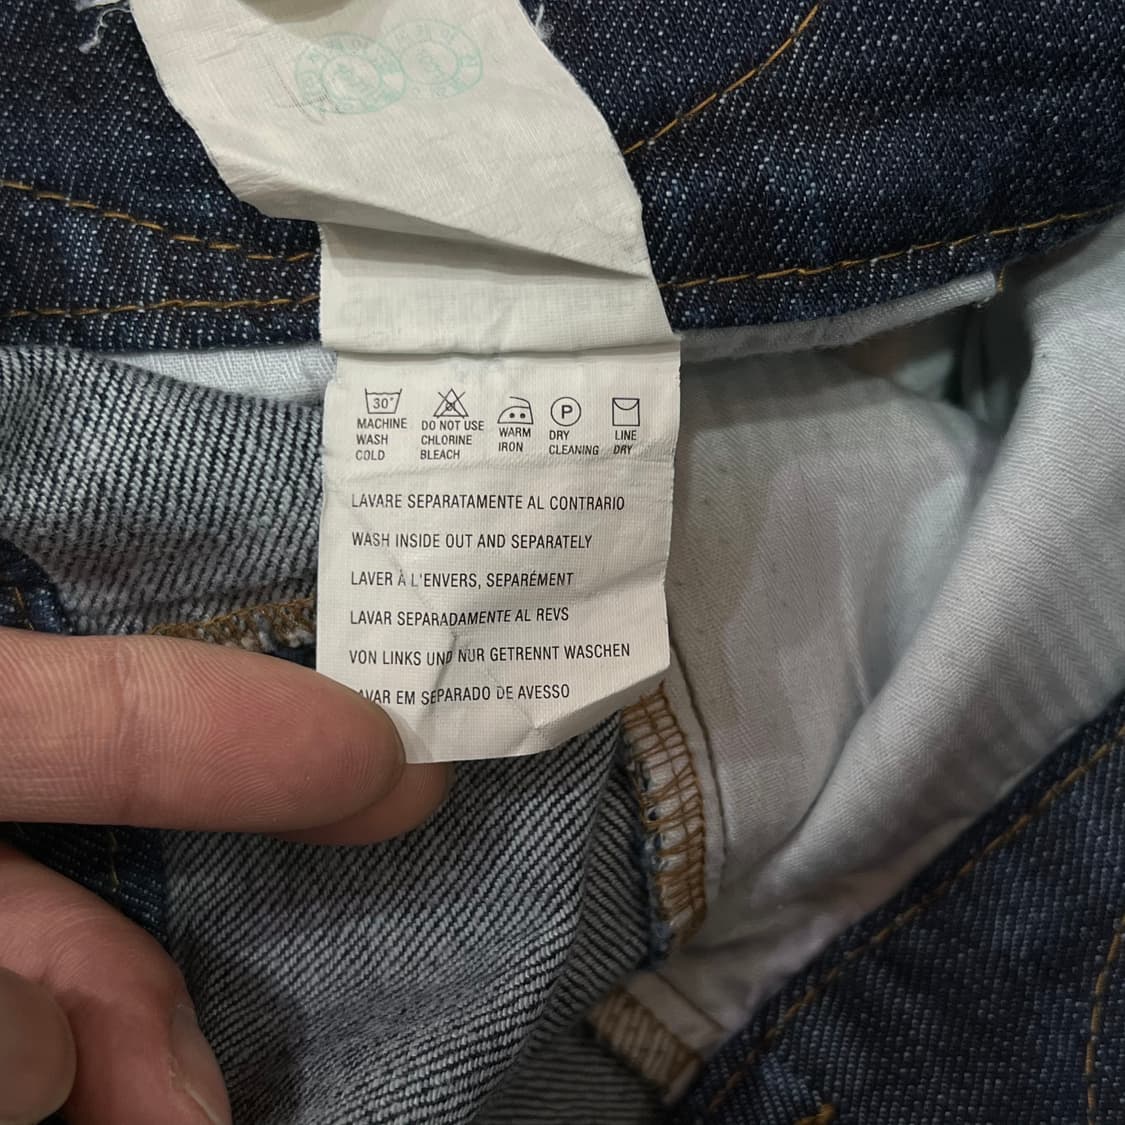 30°
MACHINE WASH COLD
DO NOT USE CHLORINE BLEACH
WARM IRON
P
DRY CLEANING
LINE DRY
LAVARE SEPARATAMENTE AL CONTRARIO
WASH INSIDE OUT AND SEPARATELY
LAVER À L'ENVERS, SEPARÉMENT
LAVAR SEPARADAMENTE AL REVS
VON LINKS UND NUR GETRENNT WASCHEN
AVAR EM SEPARADO DE AVESSO